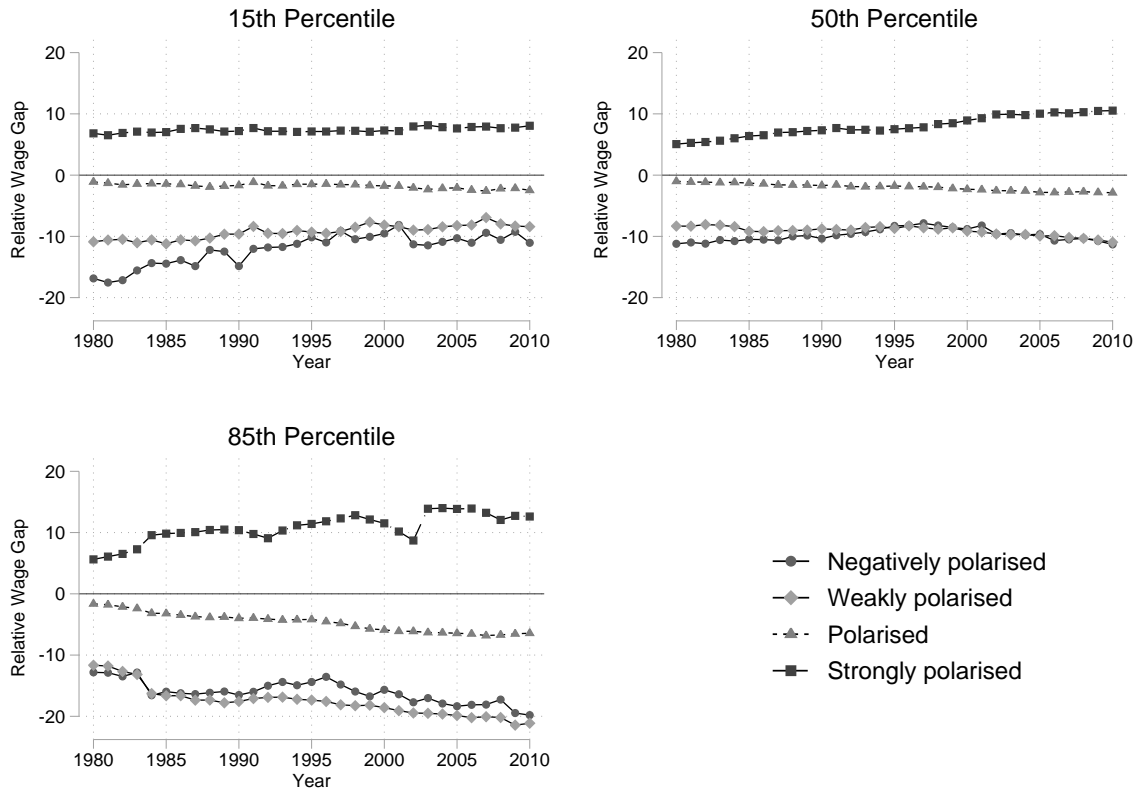 15th Percentile
20
10
0
-10
-20
Relative Wage Gap
1980 1985 1990 1995 2000 2005 2010
Year
50th Percentile
20
10
0
-10
-20
Relative Wage Gap
1980 1985 1990 1995 2000 2005 2010
Year
85th Percentile
20
10
0
-10
-20
Relative Wage Gap
1980 1985 1990 1995 2000 2005 2010
Year
Negatively polarised
Weakly polarised
Polarised
Strongly polarised